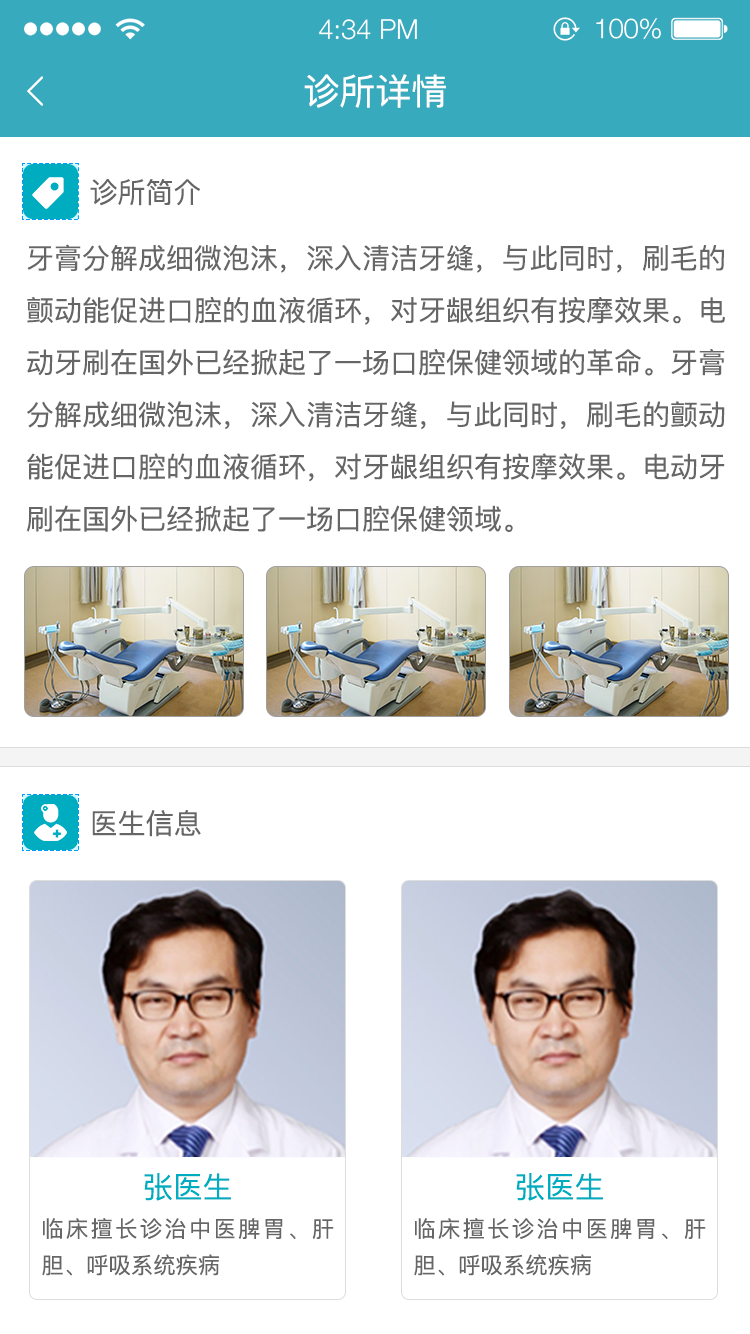 4:34 PM 100%
诊所详情
诊所简介
牙膏分解成细微泡沫，深入清洁牙缝，与此同时，刷毛的
颤动能促进口腔的血液循环，对牙龈组织有按摩效果。电
动牙刷在国外已经掀起了一场口腔保健领域的革命。牙膏
分解成细微泡沫，深入清洁牙缝，与此同时，刷毛的颤动
能促进口腔的血液循环，对牙龈组织有按摩效果。电动牙
刷在国外已经掀起了一场口腔保健领域。
医生信息
张医生
临床擅长诊治中医脾胃、肝
胆、呼吸系统疾病
张医生
临床擅长诊治中医脾胃、肝
胆、呼吸系统疾病